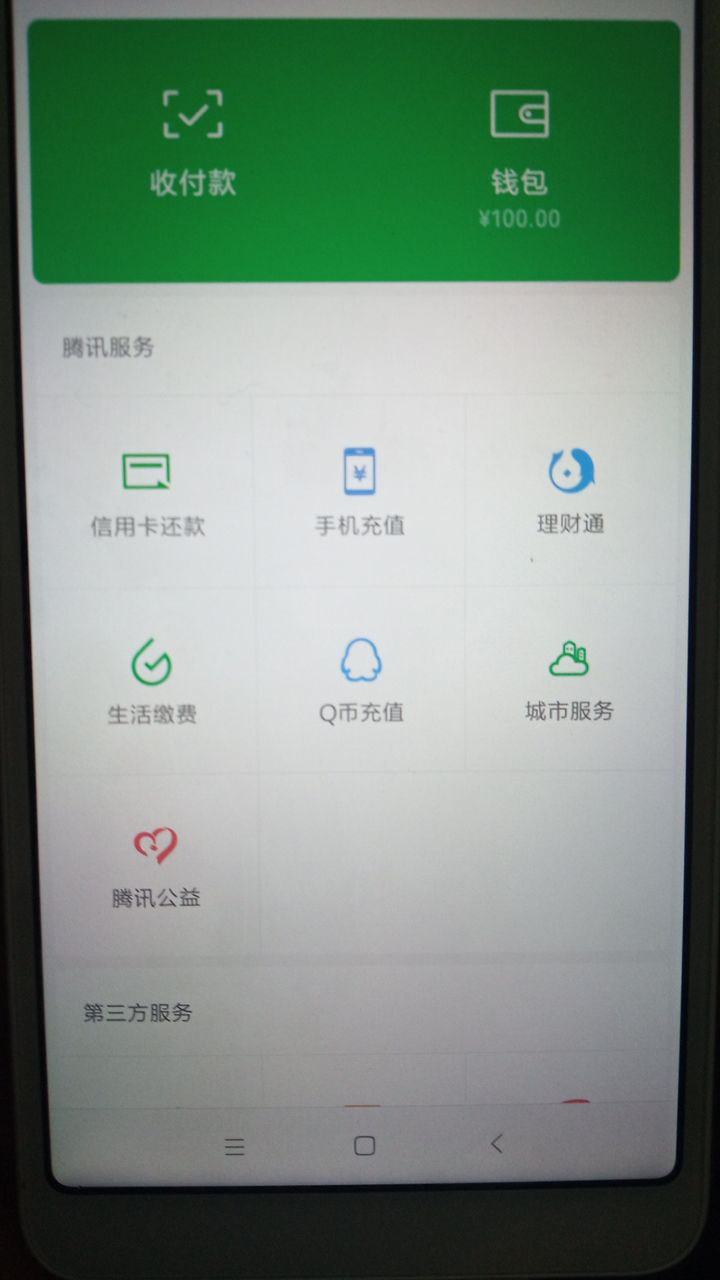 收付款
钱包
¥100.00
腾讯服务
信用卡还款
手机充值
¥
理财通
生活缴费
Q币充值
城市服务
腾讯公益
第三方服务